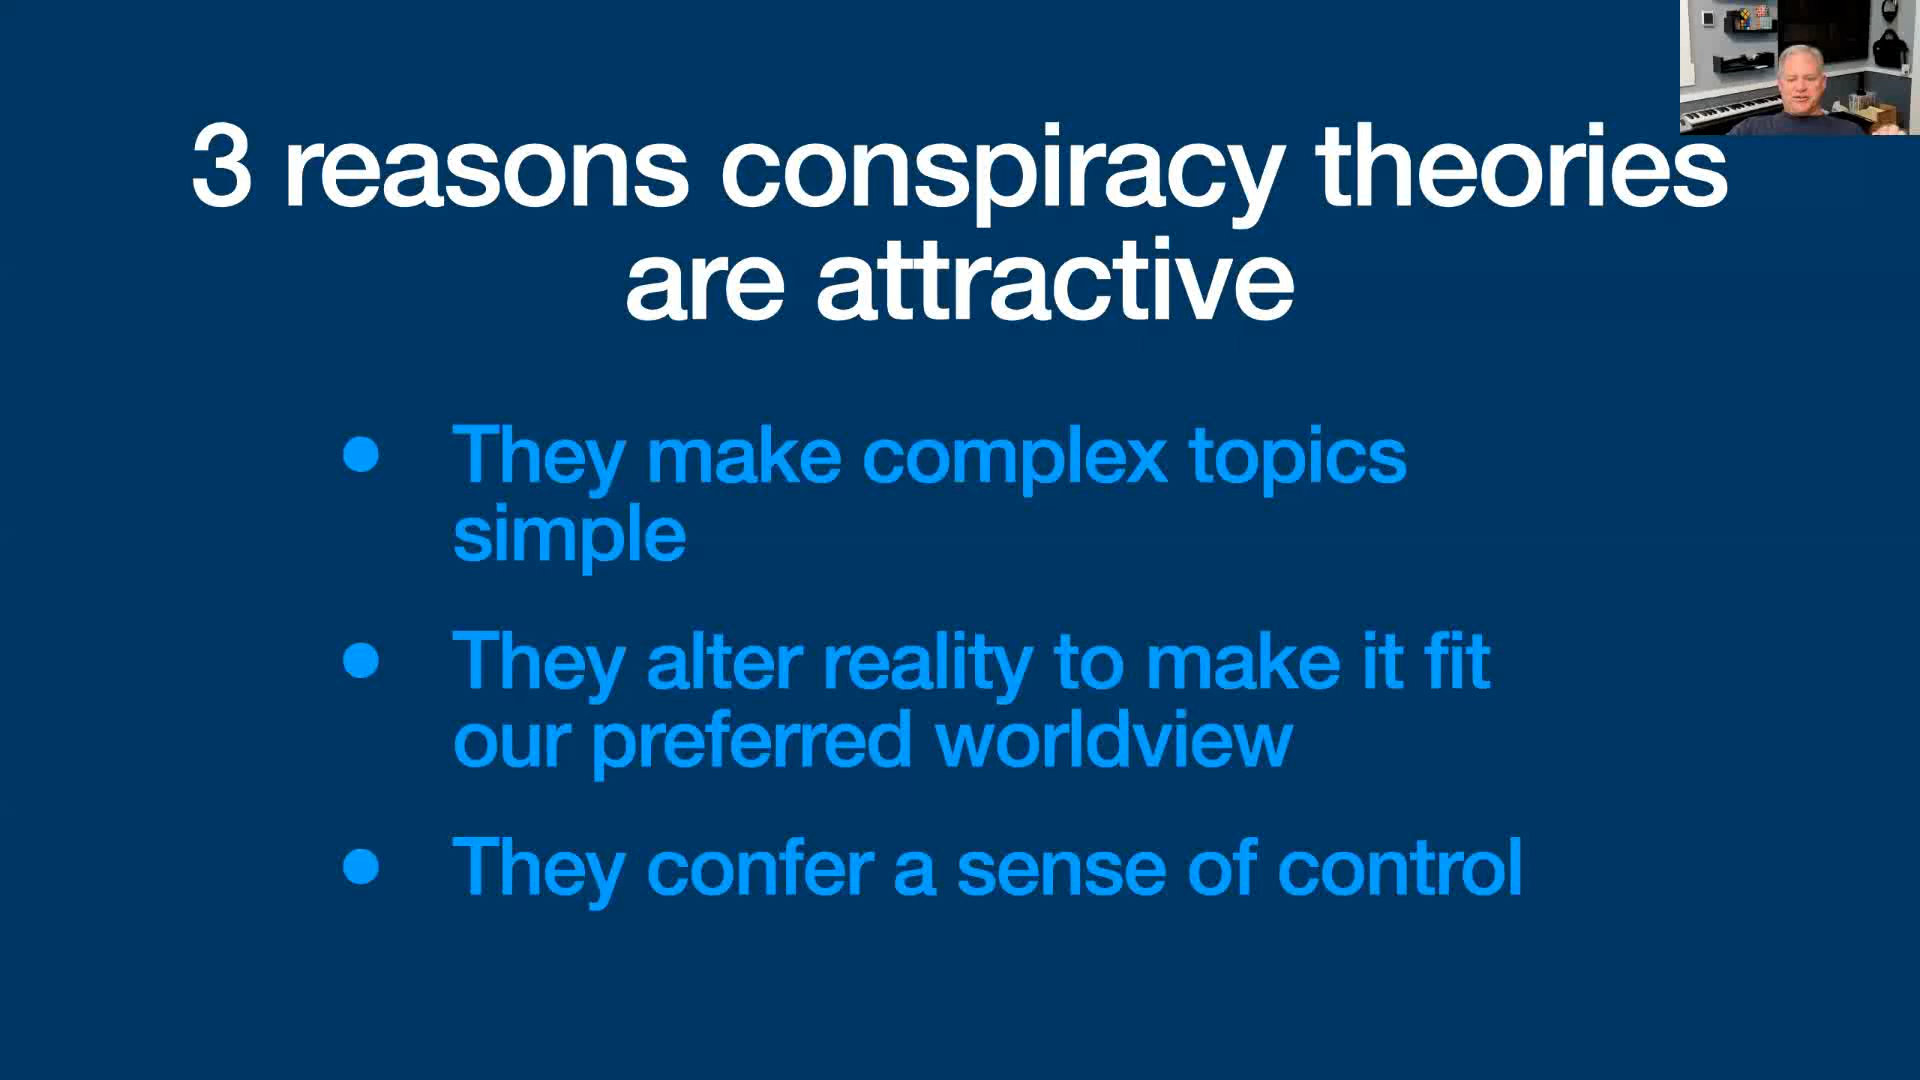 3 reasons conspiracy theories
are attractive
• They make complex topics
simple
• They alter reality to make it fit
our preferred worldview
• They confer a sense of control